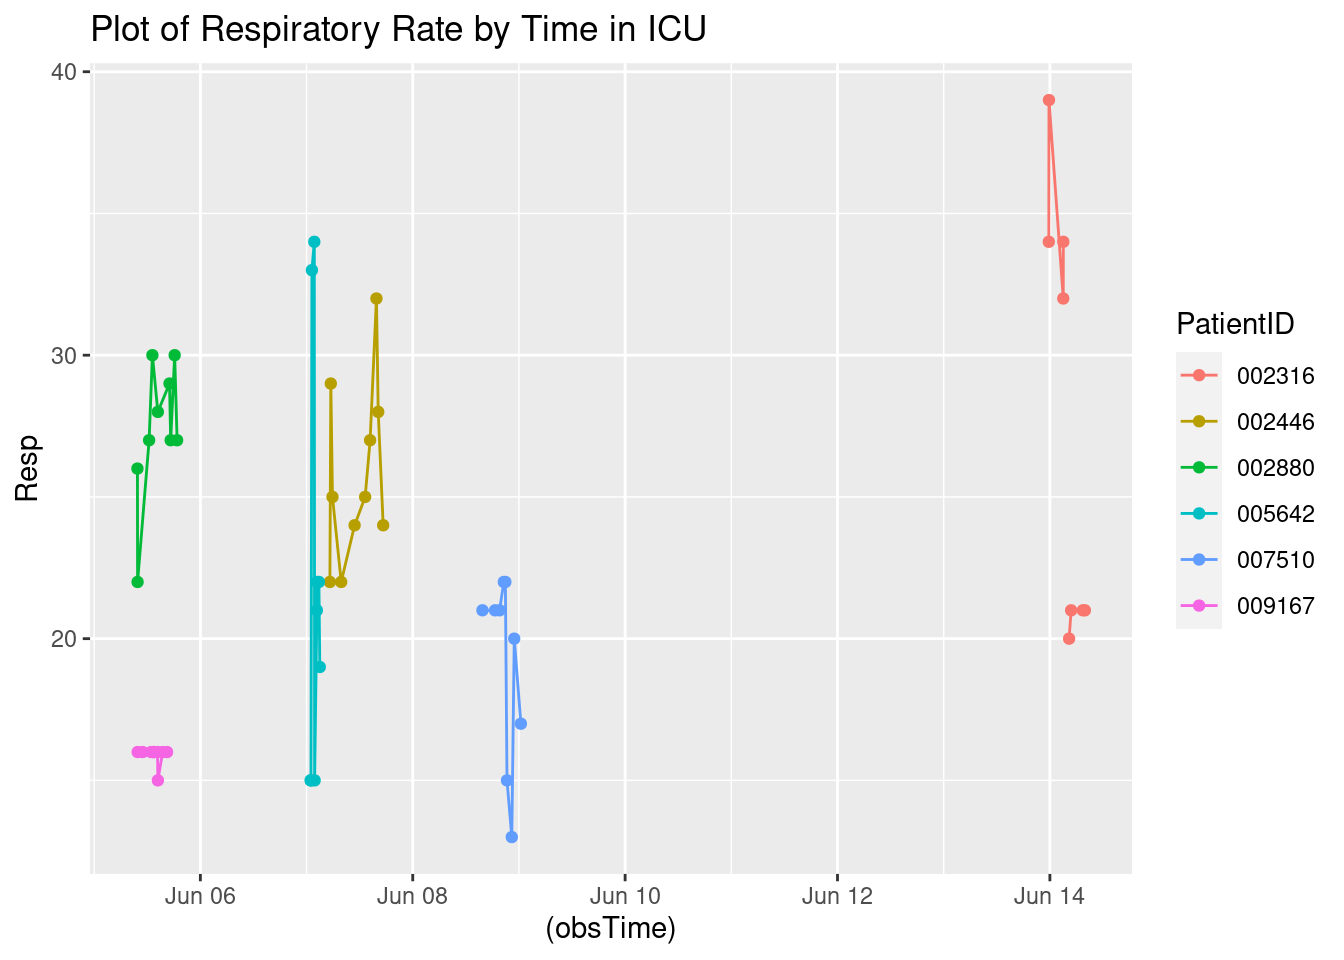 Plot of Respiratory Rate by Time in ICU
40
30
20
Resp
Jun 06
Jun 08
Jun 10
Jun 12
Jun 14
(obsTime)
PatientID
002316
002446
002880
005642
007510
009167